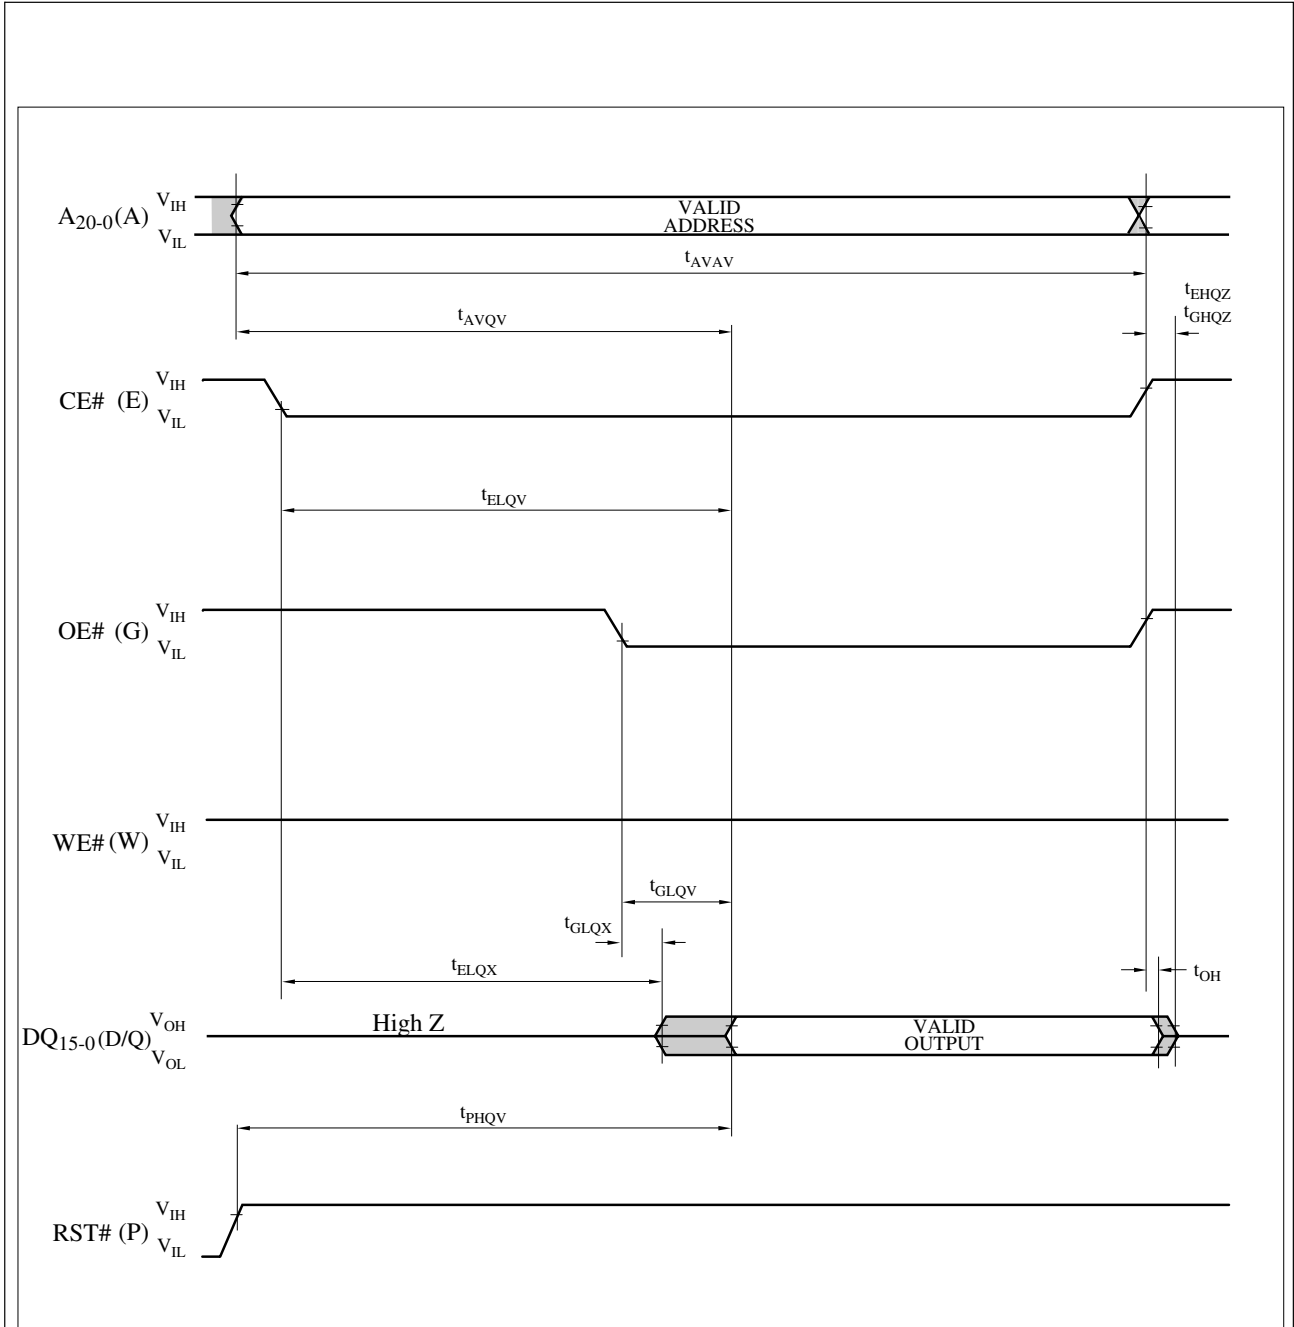 A20-0(A) VIH
VIL
VALID
ADDRESS
tAVAV
tEHQZ
tGHQZ
tAVQV
CE# (E) VIH
VIL
tELQV
OE# (G) VIH
VIL
WE# (W) VIH
VIL
tGLQV
tGLQX
tELQX
tOH
DQ15-0(D/Q) VOH
VOL
High Z
VALID
OUTPUT
tPHQV
RST# (P) VIH
VIL